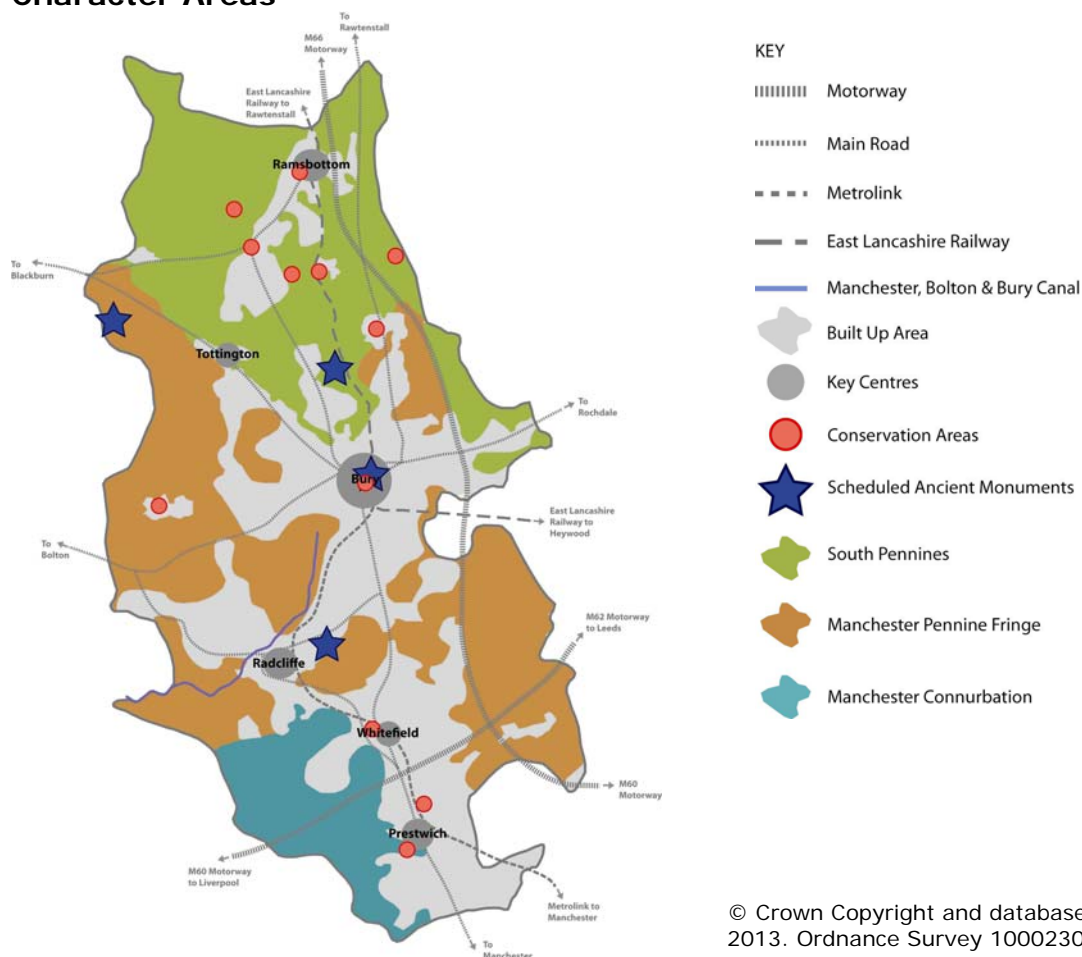 Character Areas
To
Rawtenstall
M66
Motorway
East Lancashire
Railway to
Rawtenstall
Ramsbottom
To
Blackburn
Tottington
To
Rochdale
Bury
East Lancashire
Railway to
Heywood
To
Bolton
M62 Motorway
to Leeds
Radcliffe
Whitefield
M60
Motorway
Prestwich
M60 Motorway
to Liverpool
Metrolink to
Manchester
To
Manchester
KEY
Motorway
Main Road
Metrolink
East Lancashire Railway
Manchester, Bolton & Bury Canal
Built Up Area
Key Centres
Conservation Areas
Scheduled Ancient Monuments
South Pennines
Manchester Pennine Fringe
Manchester Connurbation
© Crown Copyright and database
2013. Ordnance Survey 1000230